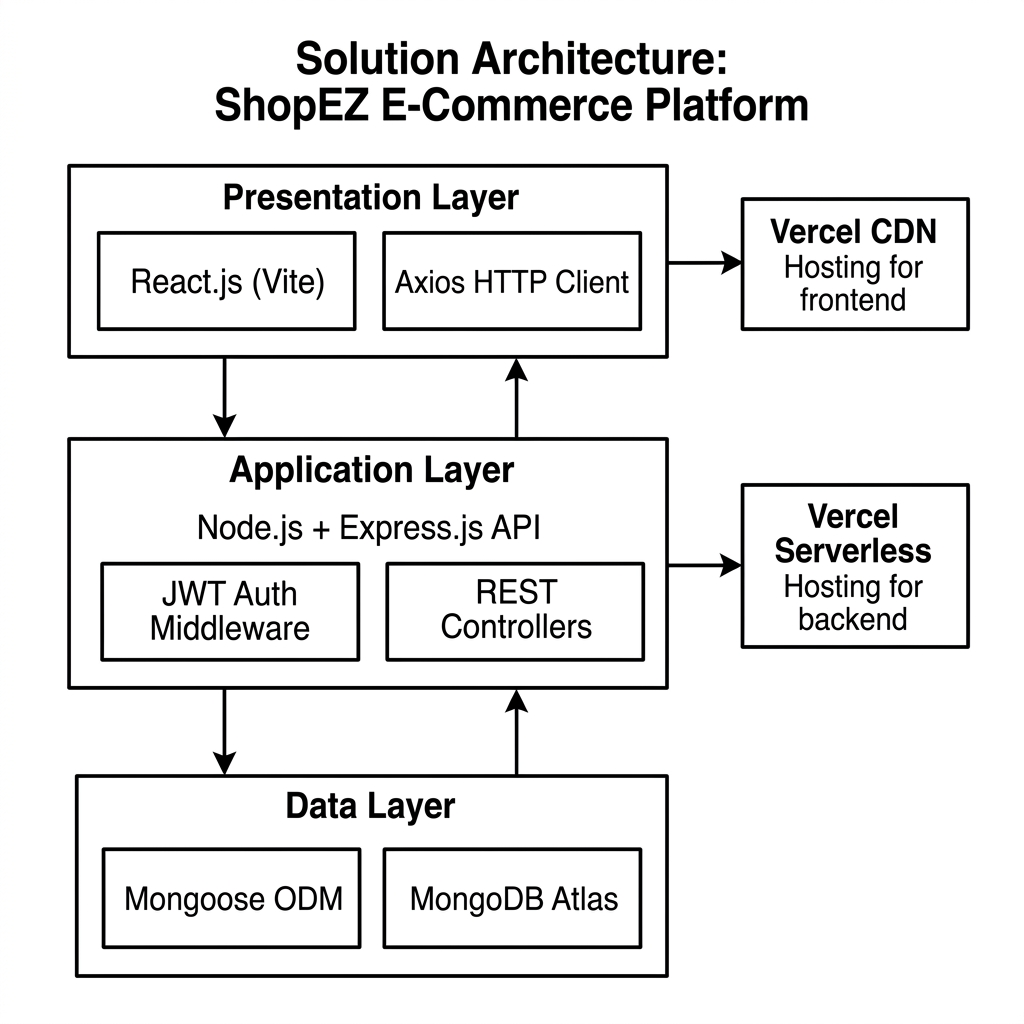 Solution Architecture:
ShopEZ E-Commerce Platform
Presentation Layer
React.js (Vite)
Axios HTTP Client
Vercel CDN
Hosting for
frontend
Application Layer
Node.js + Express.js API
JWT Auth
Middleware
REST
Controllers
Vercel
Serverless
Hosting for
backend
Data Layer
Mongoose ODM
MongoDB Atlas